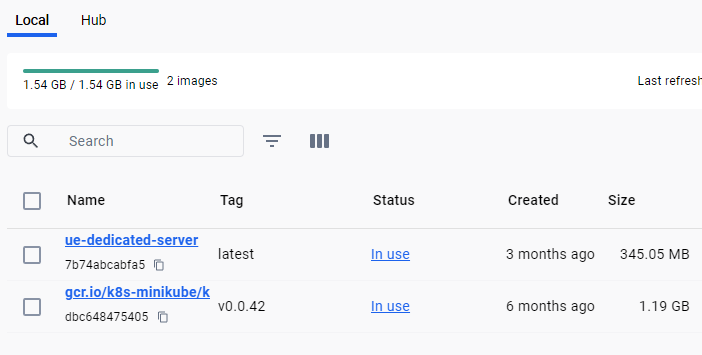 Local Hub
1.54 GB / 1.54 GB in use 2 images Last refresh
Search
Name Tag Status Created Size
ue-dedicated-server
latest In use 3 months ago 345.05 MB
7b74abcabfa5
gcr.io/k8s-minikube/k
v0.0.42 In use 6 months ago 1.19 GB
dbc648475405